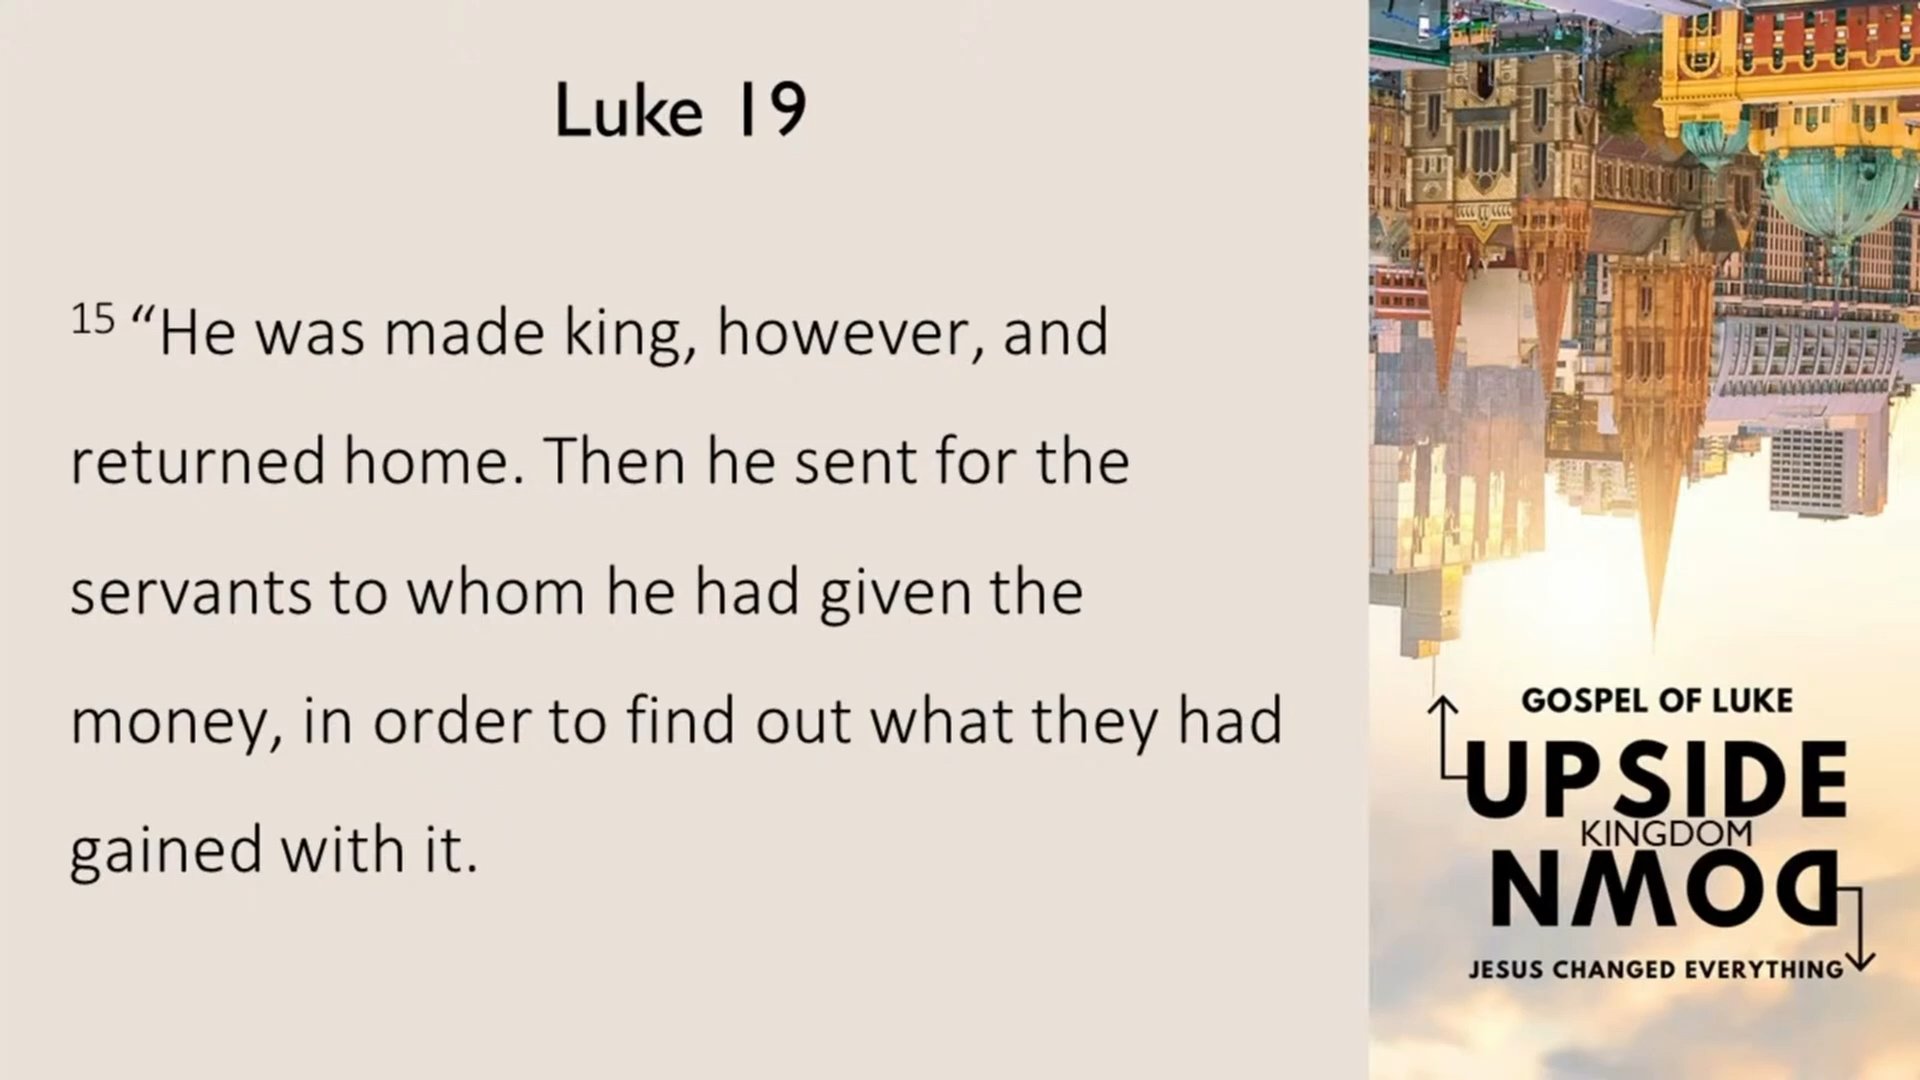 Luke 19
15 “He was made king, however, and
returned home. Then he sent for the
servants to whom he had given the
money, in order to find out what they had
gained with it.
GOSPEL OF LUKE
UPSIDE
KINGDOM
DOWN
JESUS CHANGED EVERYTHING